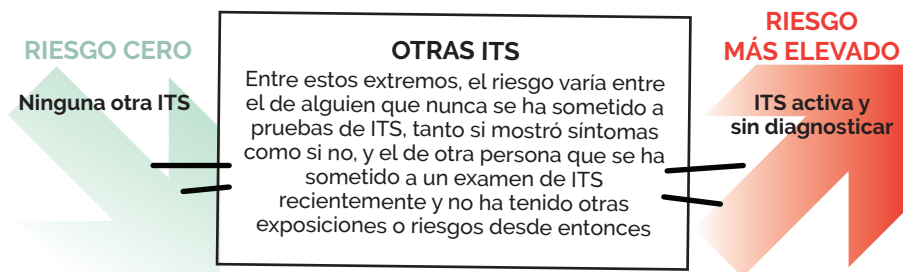 RIESGO CERO
Ninguna otra ITS
OTRAS ITS
Entre estos extremos, el riesgo varía entre
el de alguien que nunca se ha sometido a
pruebas de ITS, tanto si mostró síntomas
como si no, y el de otra persona que se ha
sometido a un examen de ITS
recientemente y no ha tenido otras
exposiciones o riesgos desde entonces
RIESGO
MÁS ELEVADO
ITS activa y
sin diagnosticar